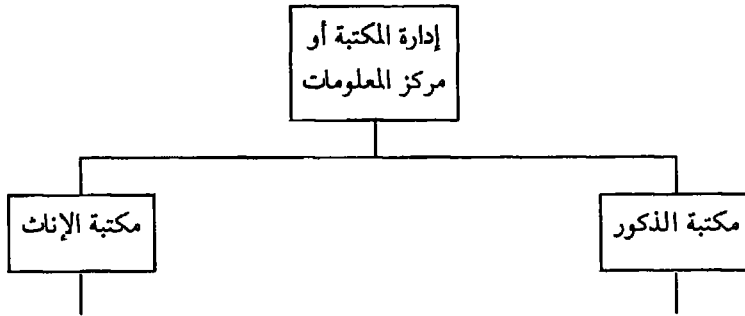 إدارة المكتبة أو
مركز المعلومات
مكتبة الذكور
مكتبة الإناث